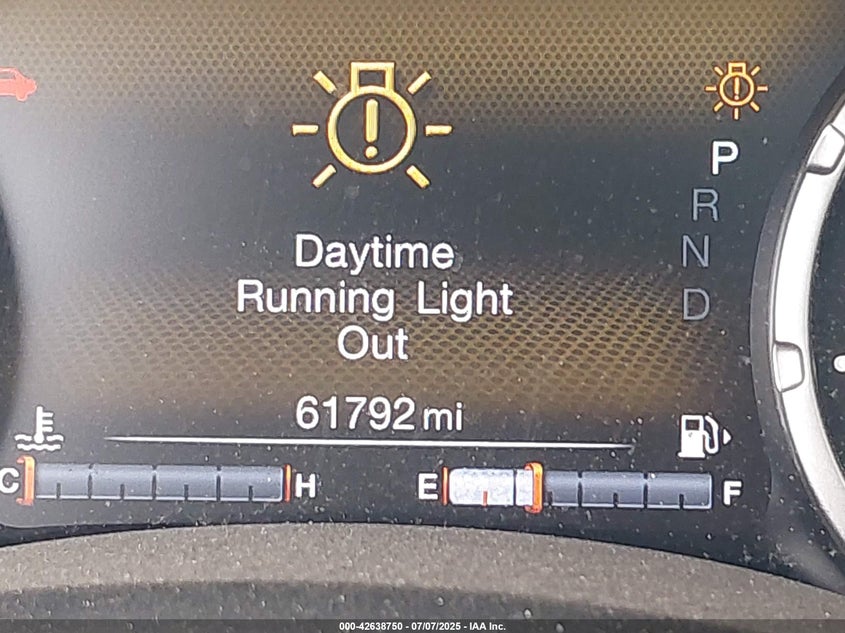 Daytime
Running Light
Out
P
R
N
D
61792 mi
C H E F
000-42638750 - 07/07/2025 - IAA Inc.